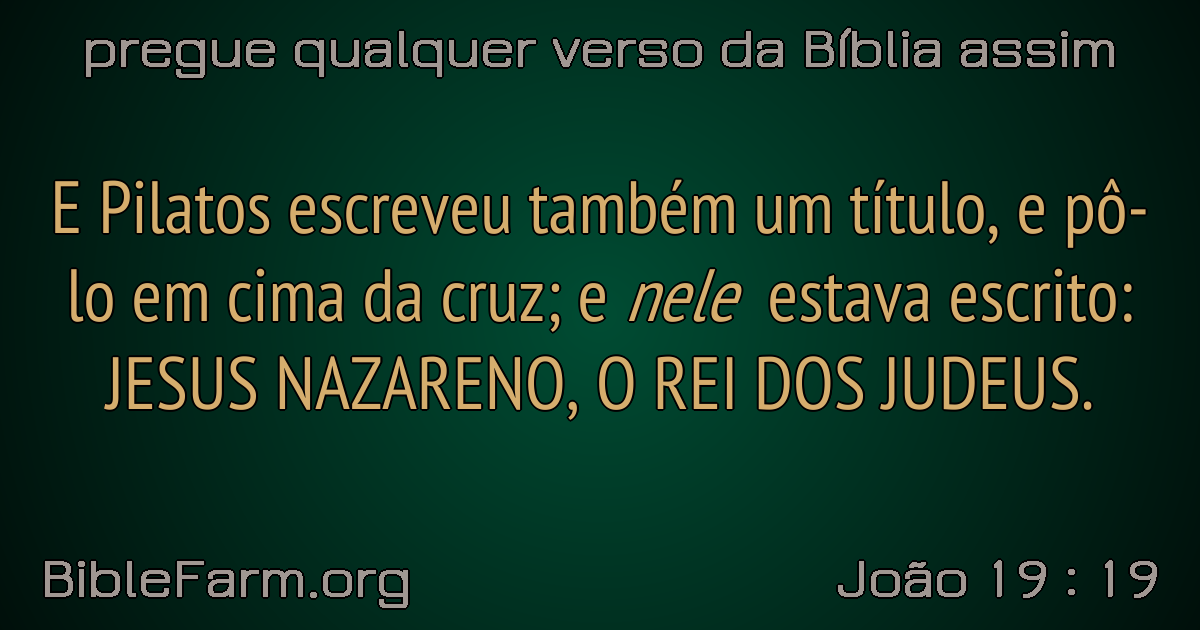 pregue qualquer verso da Bíblia assim
E Pilatos escreveu também um título, e pô-
lo em cima da cruz; e nele estava escrito:
JESUS NAZARENO, O REI DOS JUDEUS.
BibleFarm.org
João 19 : 19